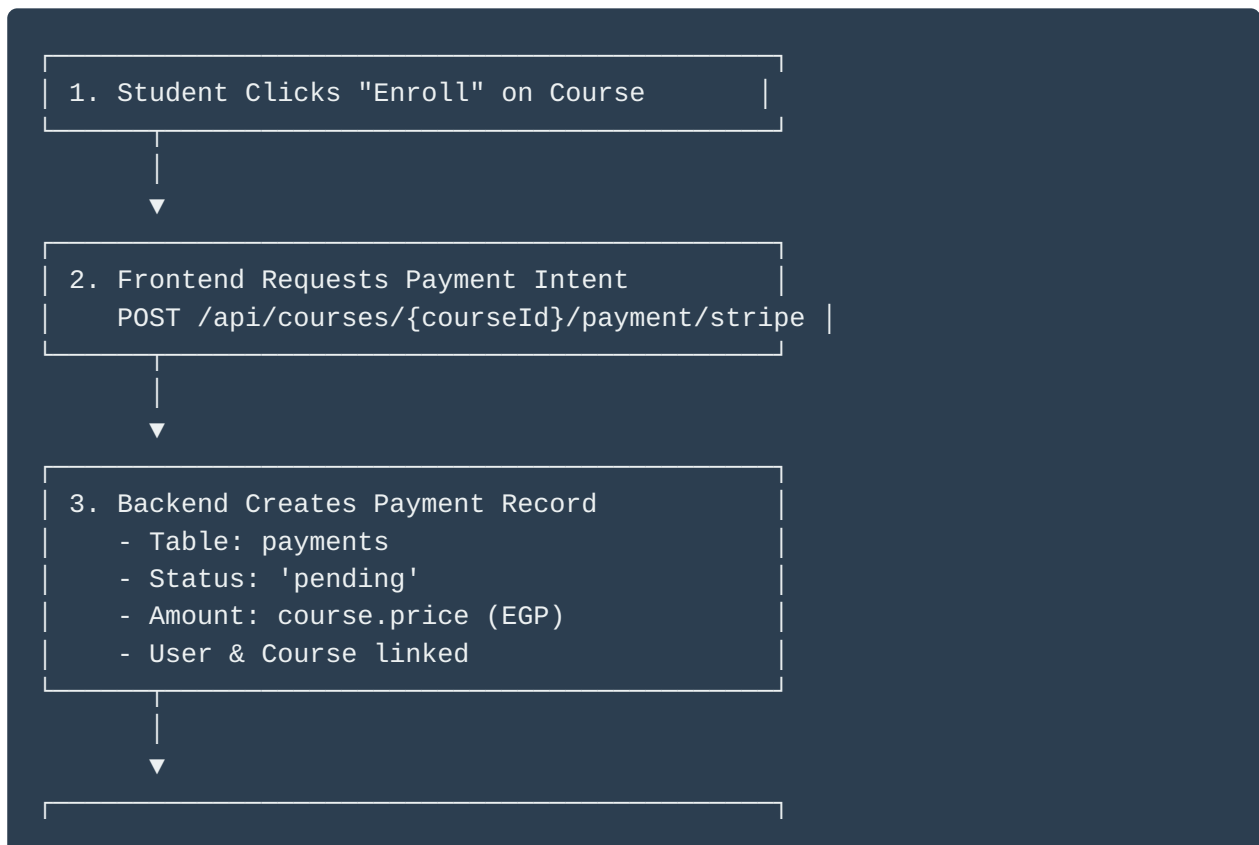 1. Student Clicks "Enroll" on Course
2. Frontend Requests Payment Intent
POST /api/courses/{courseId}/payment/stripe
3. Backend Creates Payment Record
- Table: payments
- Status: 'pending'
- Amount: course.price (EGP)
- User & Course linked